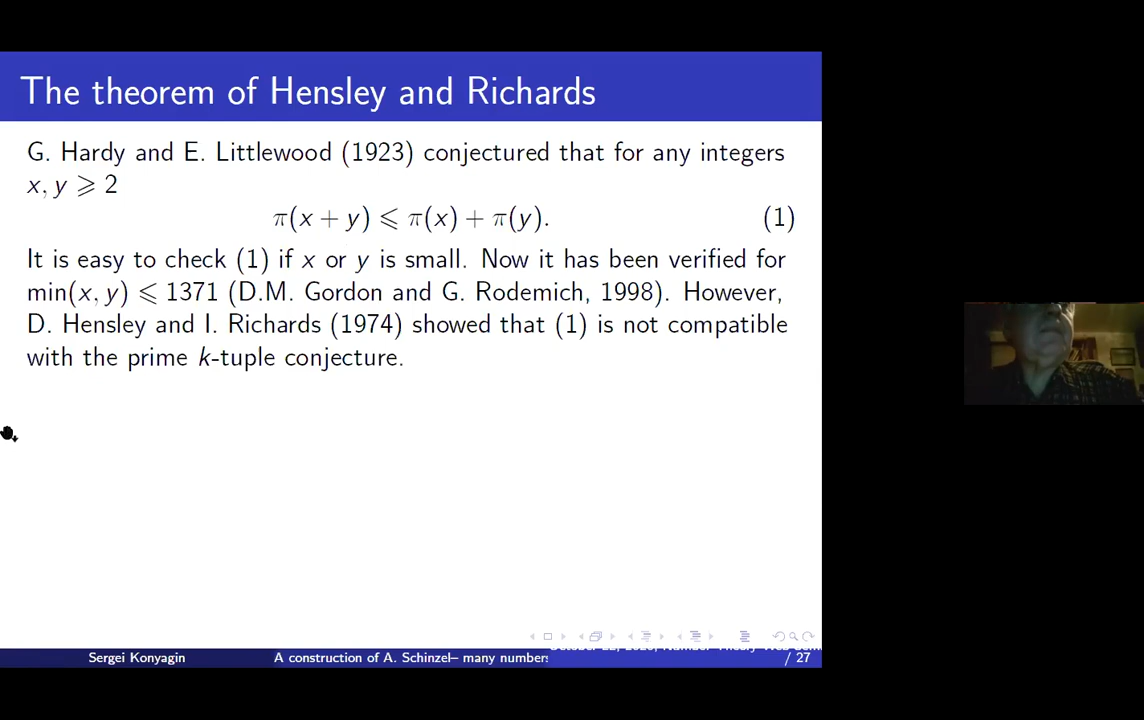 The theorem of Hensley and Richards
G. Hardy and E. Littlewood (1923) conjectured that for any integers
x, y ⩾ 2
π(x + y) ⩽ π(x) + π(y). (1)
It is easy to check (1) if x or y is small. Now it has been verified for
min(x, y) ⩽ 1371 (D.M. Gordon and G. Rodemich, 1998). However,
D. Hensley and I. Richards (1974) showed that (1) is not compatible
with the prime k-tuple conjecture.
Sergei Konyagin A construction of A. Schinzel– many numbers
/ 27